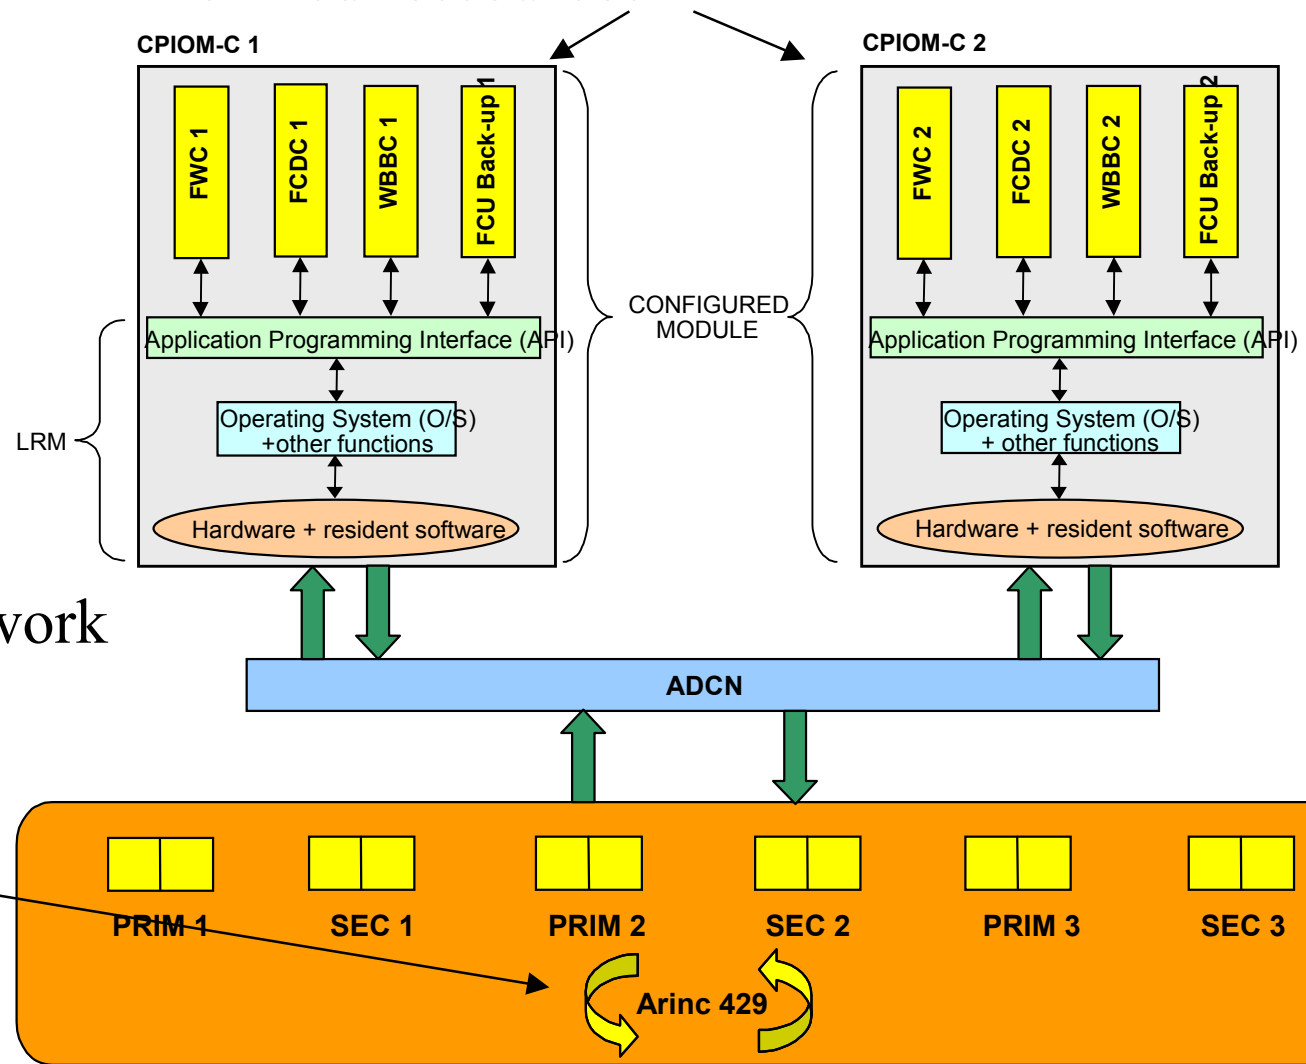 CPIOM-C 1
CPIOM-C 2
FWC 1
FCDC 1
WBBC 1
FCU Back-up 1
FWC 2
FCDC 2
WBBC 2
FCU Back-up 2
CONFIGURED
MODULE
Application Programming Interface (API)
Application Programming Interface (API)
LRM
Operating System (O/S)
+other functions
Operating System (O/S)
+ other functions
Hardware + resident software
Hardware + resident software
work
ADCN
PRIM 1
SEC 1
PRIM 2
SEC 2
PRIM 3
SEC 3
Arinc 429